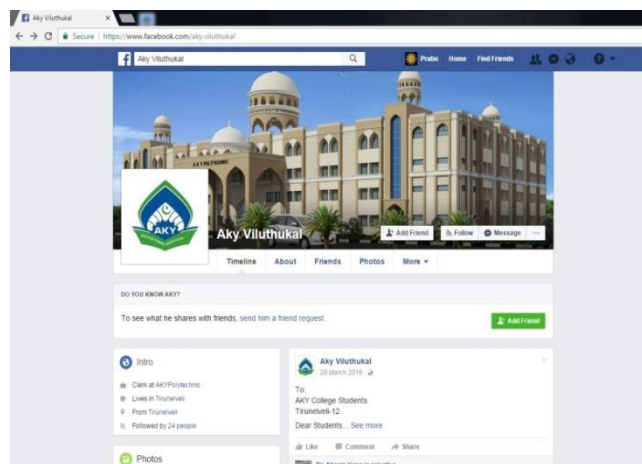 Aky Viluthukal
Secure | https://www.facebook.com/aky.viluthukal
Aky Viluthukal
Prabu Home Find Friends
A K Y POLYTECHNIC
AKY
Aky Viluthukal
Add Friend Follow Message
Timeline About Friends Photos More
DO YOU KNOW AKY?
To see what he shares with friends, send him a friend request.
Add Friend
Intro
Clerk at AKYPolytechnic
Lives in Tirunelveli
From Tirunelveli
Followed by 24 people
Photos
Aky Viluthukal
28 March 2016
To:
AKY College Students
Tirunelveli-12
Dear Students... See more
Like Comment Share